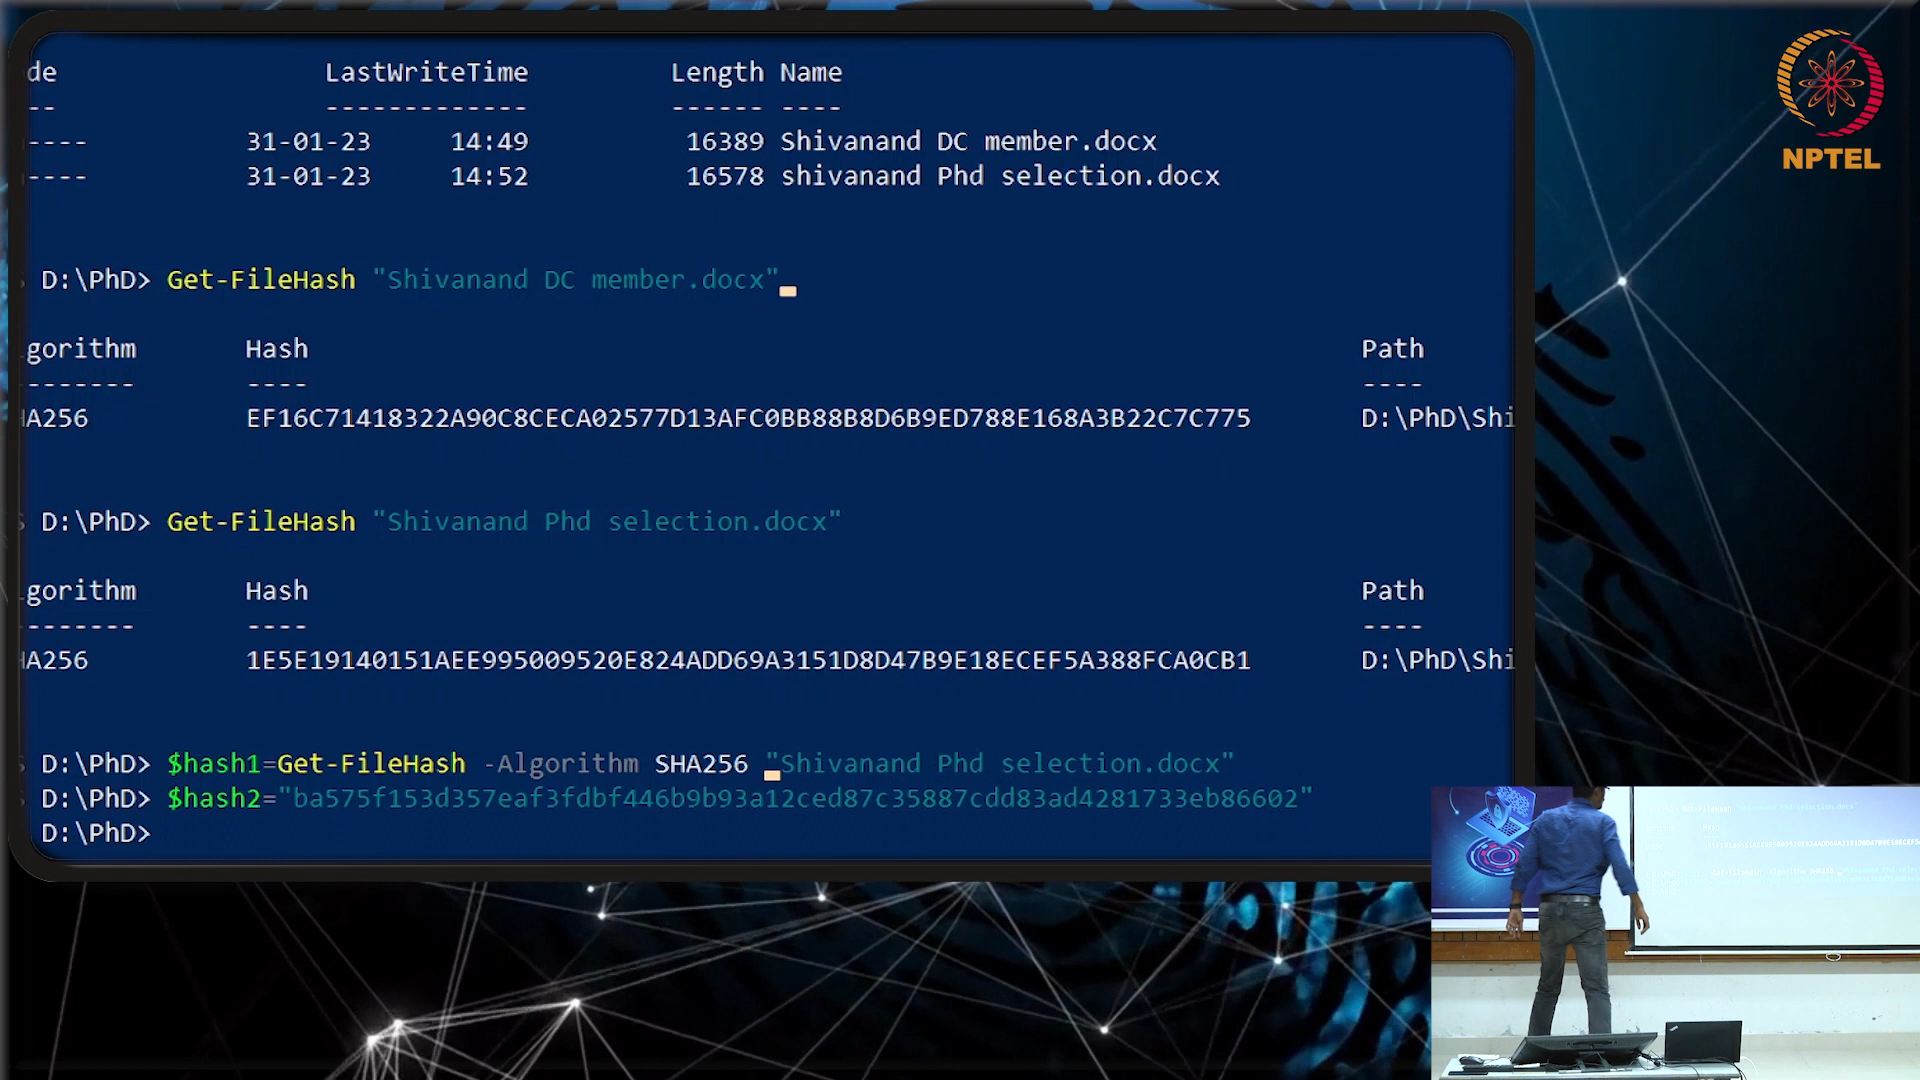 de LastWriteTime Length Name
-- ------------- ------ ----
---- 31-01-23 14:49 16389 Shivanand DC member.docx
---- 31-01-23 14:52 16578 shivanand Phd selection.docx
D:\PhD> Get-FileHash "Shivanand DC member.docx"
gorithm Hash Path
------- ---- ----
HA256 EF16C71418322A90C8CECA02577D13AFC0BB88B8D6B9ED788E168A3B22C7C775 D:\PhD\Shi
D:\PhD> Get-FileHash "Shivanand Phd selection.docx"
gorithm Hash Path
------- ---- ----
HA256 1E5E19140151AEE995009520E824ADD69A3151D8D47B9E18ECEF5A388FCA0CB1 D:\PhD\Shi
D:\PhD> $hash1=Get-FileHash -Algorithm SHA256 "Shivanand Phd selection.docx"
D:\PhD> $hash2="ba575f153d357eaf3fdbf446b9b93a12ced87c35887cdd83ad4281733eb86602"
D:\PhD>
NPTEL